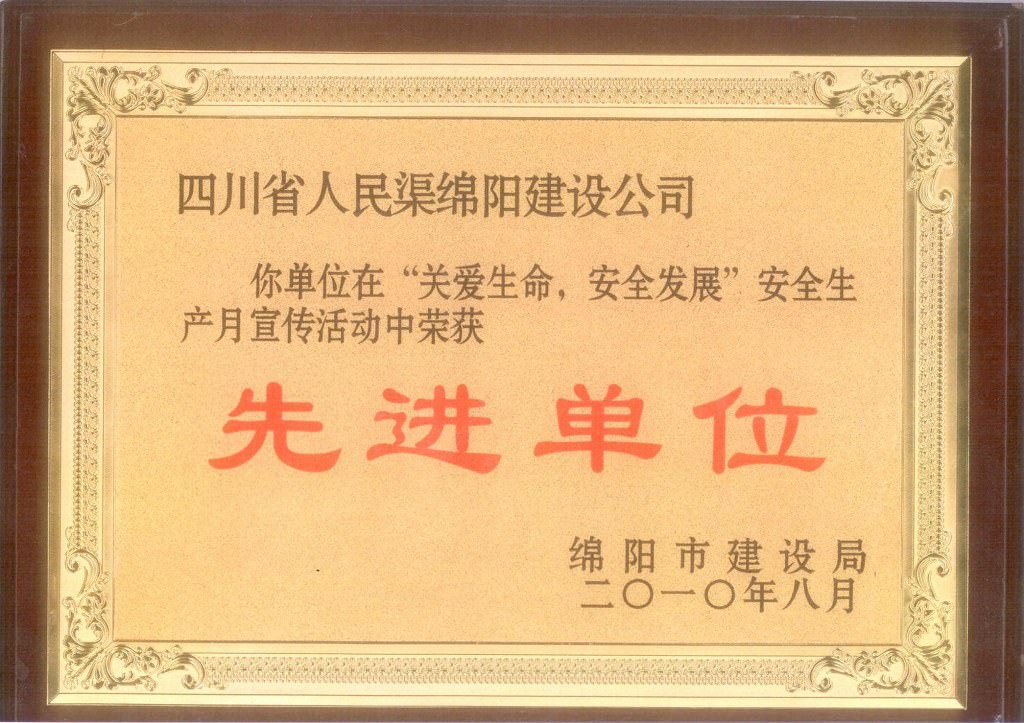 四川省人民渠绵阳建设公司
你单位在“关爱生命，安全发展”安全生
产月宣传活动中荣获
先进单位
绵阳市建设局
二〇一〇年八月